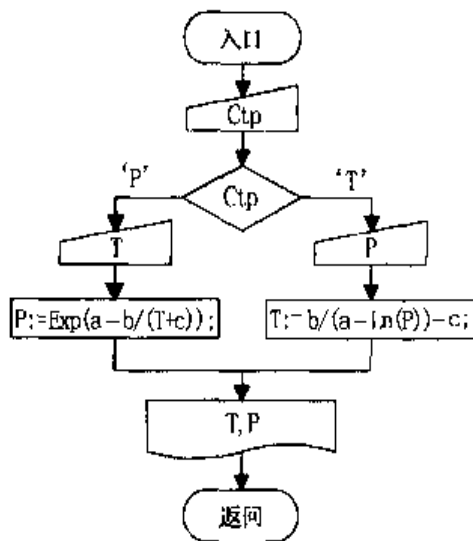 入口
Ctp
Ctp
‘P’
‘T’
T
P
P:=Exp(a-b/(T+c));
T:=b/(a-Ln(P))-c;
T,P
返回